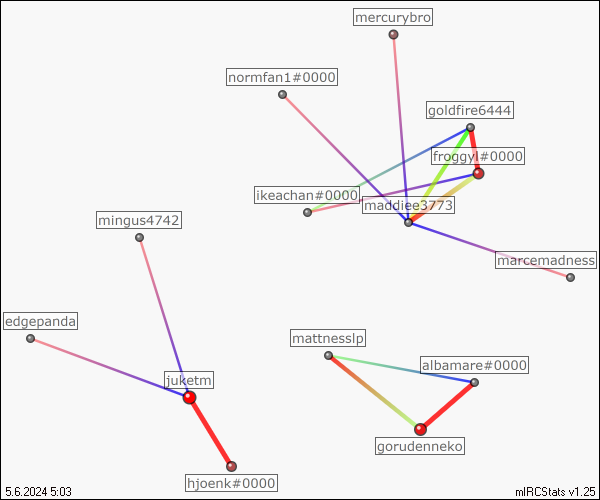 mercurybro
normfan1#0000
goldfire6444
froggyl#0000
ikeachan#0000
maddiee3773
mingus4742
marcemadness
edgepanda
mattnesslp
albamare#0000
juketm
gorudenneko
hjoenk#0000
5.6.2024 5:03
mIRCStats v1.25